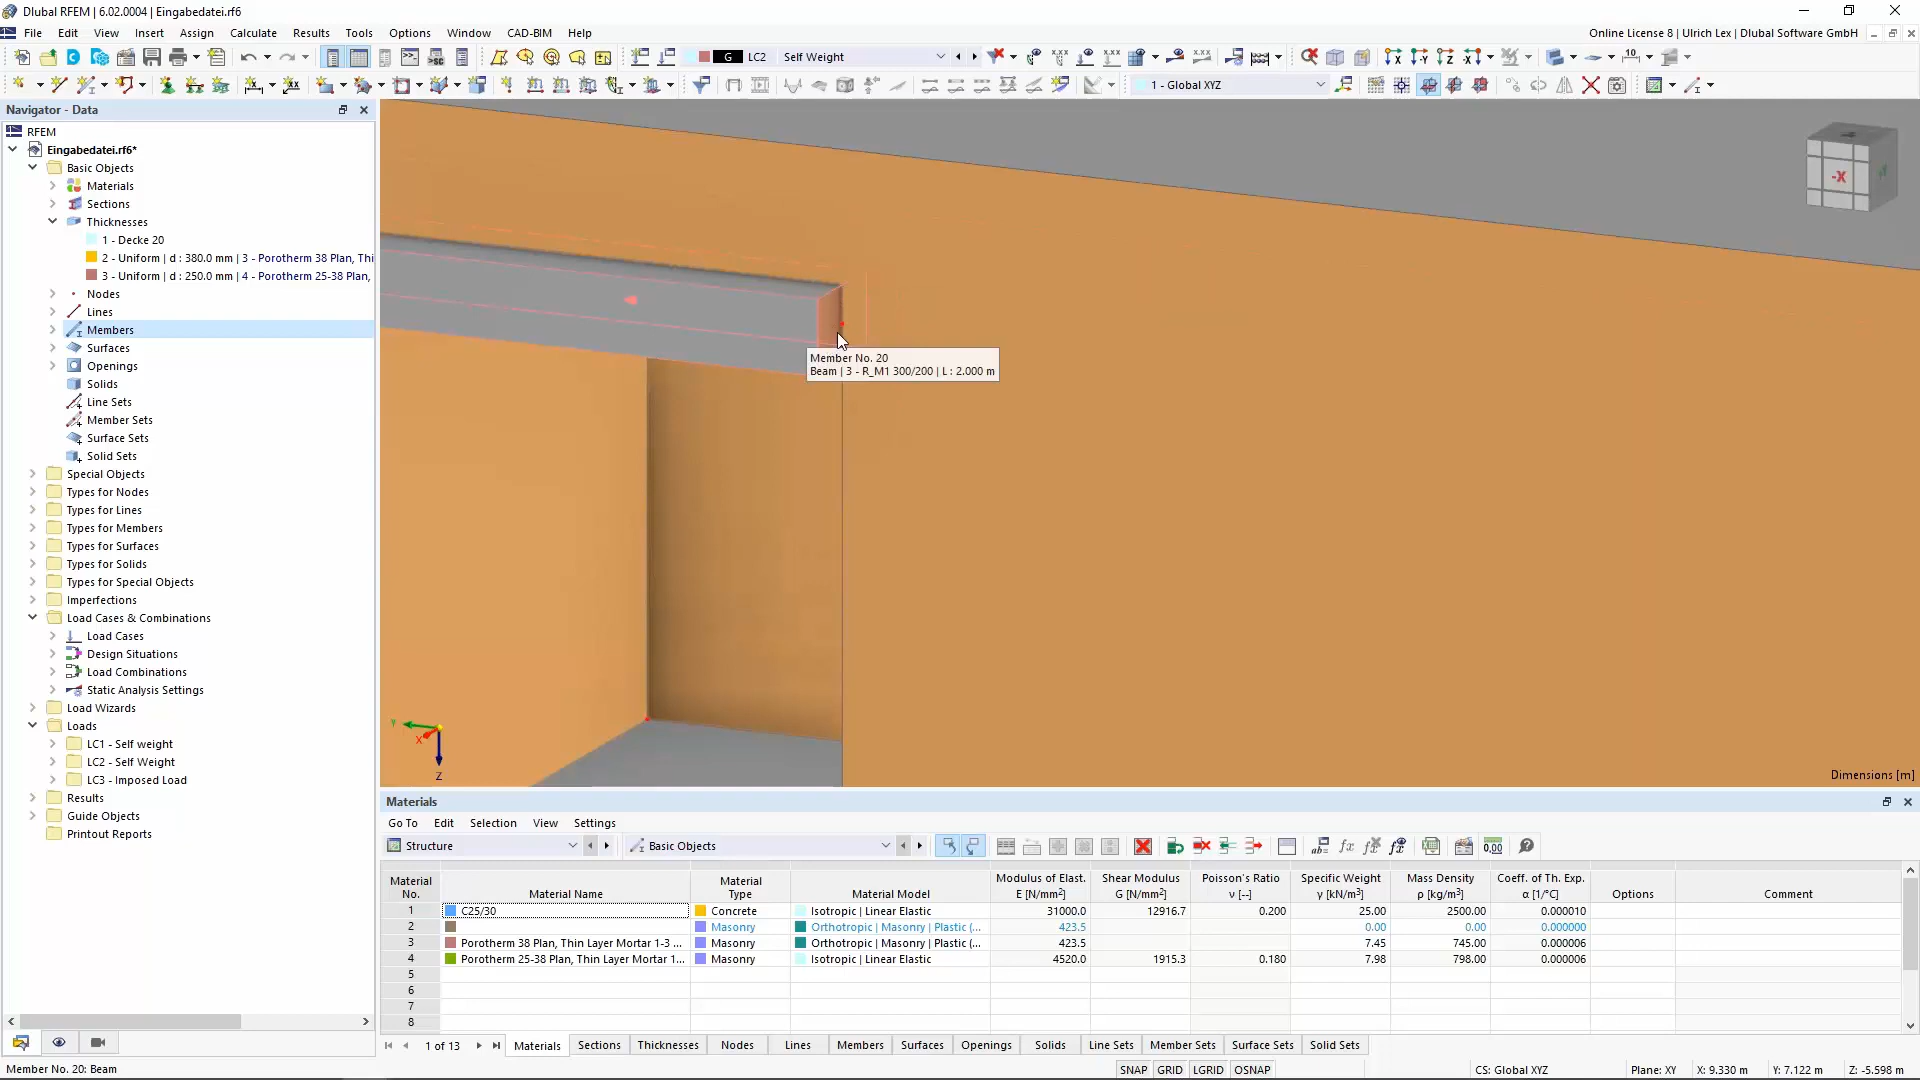 Dlubal RFEM | 6.02.0004 | Eingabedatei.rf6*
File Edit View Insert Assign Calculate Results Tools Options Window CAD-BIM Help
Online License 8 | Ulrich Lex | Dlubal Software GmbH
G LC2 Self Weight
1 - Global XYZ
Navigator - Data
RFEM
Eingabedatei.rf6*
Basic Objects
Materials
Sections
Thicknesses
1 - Decke 20
2 - Uniform | d : 380.0 mm | 3 - Porotherm 38 Plan, Thi
3 - Uniform | d : 250.0 mm | 4 - Porotherm 25-38 Plan,
Nodes
Lines
Members
Surfaces
Openings
Solids
Line Sets
Member Sets
Surface Sets
Solid Sets
Special Objects
Types for Nodes
Types for Lines
Types for Members
Types for Surfaces
Types for Solids
Types for Special Objects
Imperfections
Load Cases & Combinations
Load Cases
Design Situations
Load Combinations
Static Analysis Settings
Load Wizards
Loads
LC1 - Self weight
LC2 - Self Weight
LC3 - Imposed Load
Results
Guide Objects
Printout Reports
-X
Member No. 20
Beam | 3 - R_M1 300/200 | L : 2.000 m
Y
X
Z
Dimensions [m]
Materials
Go To Edit Selection View Settings
Structure Basic Objects
Material No. Material Name Material Type Material Model Modulus of Elast. E [N/mm²] Shear Modulus G [N/mm²] Poisson's Ratio ν [--] Specific Weight γ [kN/m³] Mass Density ρ [kg/m³] Coeff. of Th. Exp. α [1/°C] Options Comment
1 C25/30 Concrete Isotropic | Linear Elastic 31000.0 12916.7 0.200 25.00 2500.00 0.000010
2 Masonry Orthotropic | Masonry | Plastic (... 423.5 0.00 0.00 0.000000
3 Porotherm 38 Plan, Thin Layer Mortar 1-3 ... Masonry Orthotropic | Masonry | Plastic (... 423.5 7.45 745.00 0.000006
4 Porotherm 25-38 Plan, Thin Layer Mortar 1... Masonry Isotropic | Linear Elastic 4520.0 1915.3 0.180 7.98 798.00 0.000006
5
6
7
8
1 of 13 Materials Sections Thicknesses Nodes Lines Members Surfaces Openings Solids Line Sets Member Sets Surface Sets Solid Sets
Member No. 20: Beam
SNAP GRID LGRID OSNAP
CS: Global XYZ
Plane: XY X: 9.330 m Y: 7.122 m Z: -5.598 m